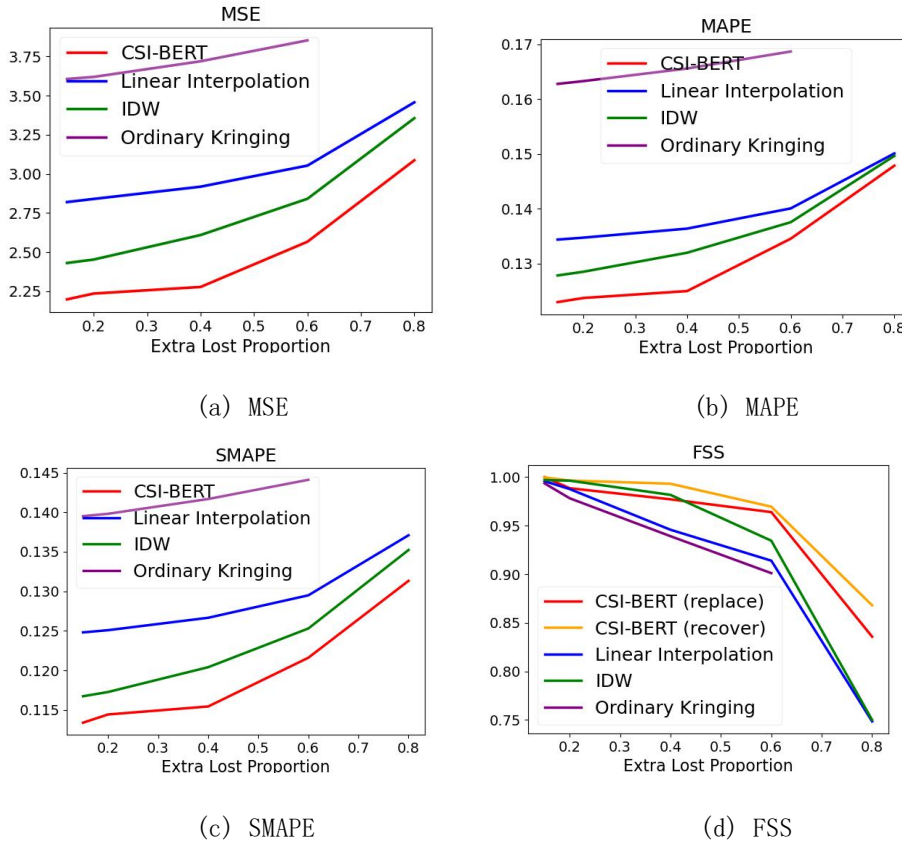 MSE
3.75
3.50
3.25
3.00
2.75
2.50
2.25
CSI-BERT
Linear Interpolation
IDW
Ordinary Kringing
0.2 0.3 0.4 0.5 0.6 0.7 0.8
Extra Lost Proportion
(a) MSE
MAPE
0.17
0.16
0.15
0.14
0.13
CSI-BERT
Linear Interpolation
IDW
Ordinary Kringing
0.2 0.3 0.4 0.5 0.6 0.7 0.8
Extra Lost Proportion
(b) MAPE
SMAPE
0.145
0.140
0.135
0.130
0.125
0.120
0.115
CSI-BERT
Linear Interpolation
IDW
Ordinary Kringing
0.2 0.3 0.4 0.5 0.6 0.7 0.8
Extra Lost Proportion
(c) SMAPE
FSS
1.00
0.95
0.90
0.85
0.80
0.75
CSI-BERT (replace)
CSI-BERT (recover)
Linear Interpolation
IDW
Ordinary Kringing
0.2 0.3 0.4 0.5 0.6 0.7 0.8
Extra Lost Proportion
(d) FSS